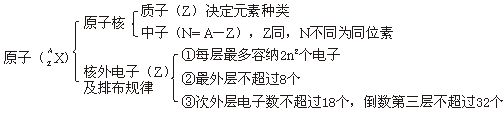 质子（Z）决定元素种类
原子核
中子（N= A－Z），Z同，N不同为同位素
原子（A Z X）
①每层最多容纳2n²个电子
核外电子（Z）
②最外层不超过8个
及排布规律
③次外层电子数不超过18个，倒数第三层不超过32个